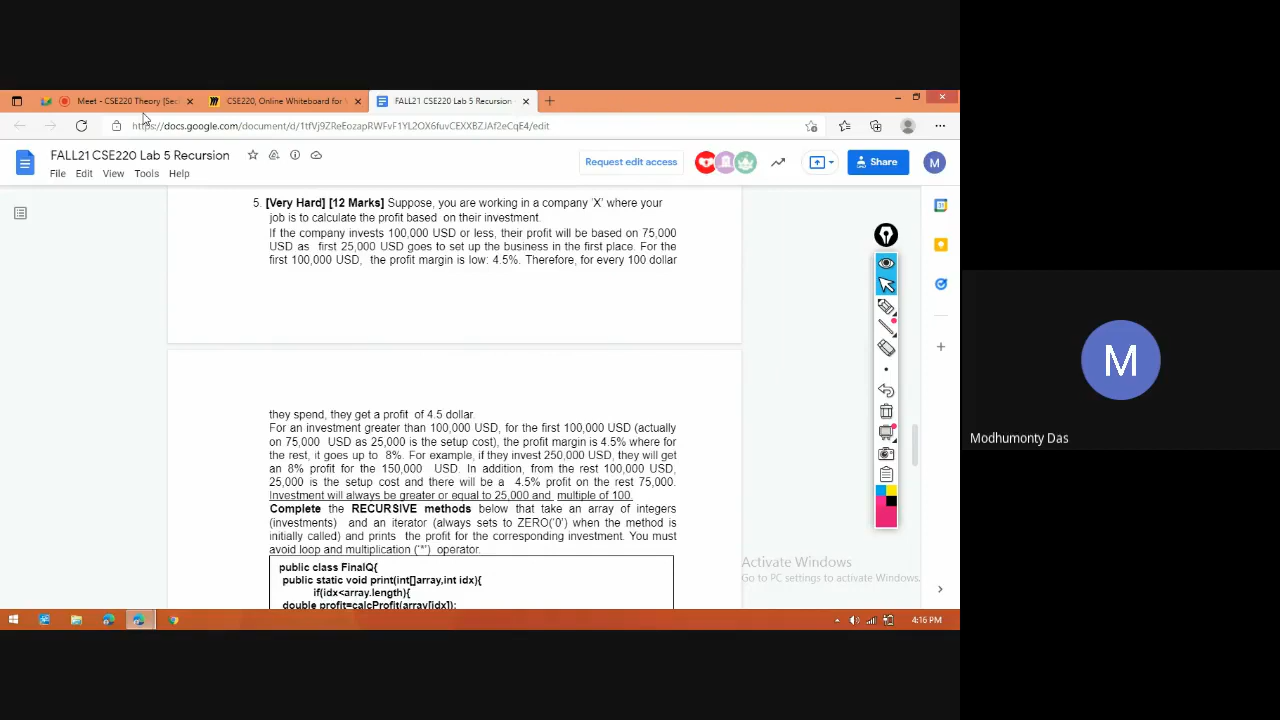 Meet - CSE220 Theory [Sec
CSE220, Online Whiteboard for V
FALL21 CSE220 Lab 5 Recursion
https://docs.google.com/document/d/1tfVj9ZReEozapRWFvF1YL2OX6fuvCEXXBZJAf2eCqE4/edit
FALL21 CSE220 Lab 5 Recursion
Request edit access
Share
M
File Edit View Tools Help
5. [Very Hard] [12 Marks] Suppose, you are working in a company 'X' where your
job is to calculate the profit based on their investment.
If the company invests 100,000 USD or less, their profit will be based on 75,000
USD as first 25,000 USD goes to set up the business in the first place. For the
first 100,000 USD, the profit margin is low: 4.5%. Therefore, for every 100 dollar
they spend, they get a profit of 4.5 dollar.
For an investment greater than 100,000 USD, for the first 100,000 USD (actually
on 75,000 USD as 25,000 is the setup cost), the profit margin is 4.5% where for
the rest, it goes up to 8%. For example, if they invest 250,000 USD, they will get
an 8% profit for the 150,000 USD. In addition, from the rest 100,000 USD,
25,000 is the setup cost and there will be a 4.5% profit on the rest 75,000.
Investment will always be greater or equal to 25,000 and multiple of 100.
Complete the RECURSIVE methods below that take an array of integers
(investments) and an iterator (always sets to ZERO('0') when the method is
initially called) and prints the profit for the corresponding investment. You must
avoid loop and multiplication ('*') operator.
public class FinalQ{
public static void print(int[]array,int idx){
if(idx<array.length){
double profit=calcProfit(array[idx]);
Activate Windows
Go to PC settings to activate Windows.
4:16 PM
M
Modhumonty Das